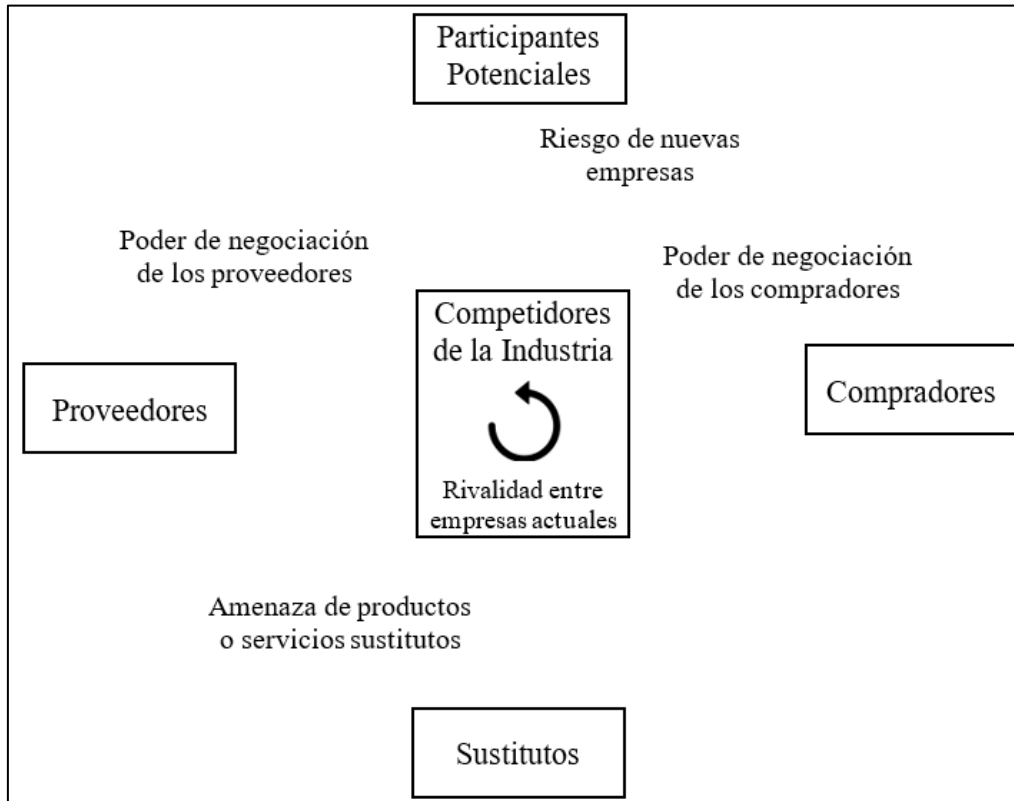 Participantes
Potenciales
Riesgo de nuevas
empresas
Poder de negociación
de los proveedores
Poder de negociación
de los compradores
Competidores
de la Industria
Rivalidad entre
empresas actuales
Proveedores
Compradores
Amenaza de productos
o servicios sustitutos
Sustitutos